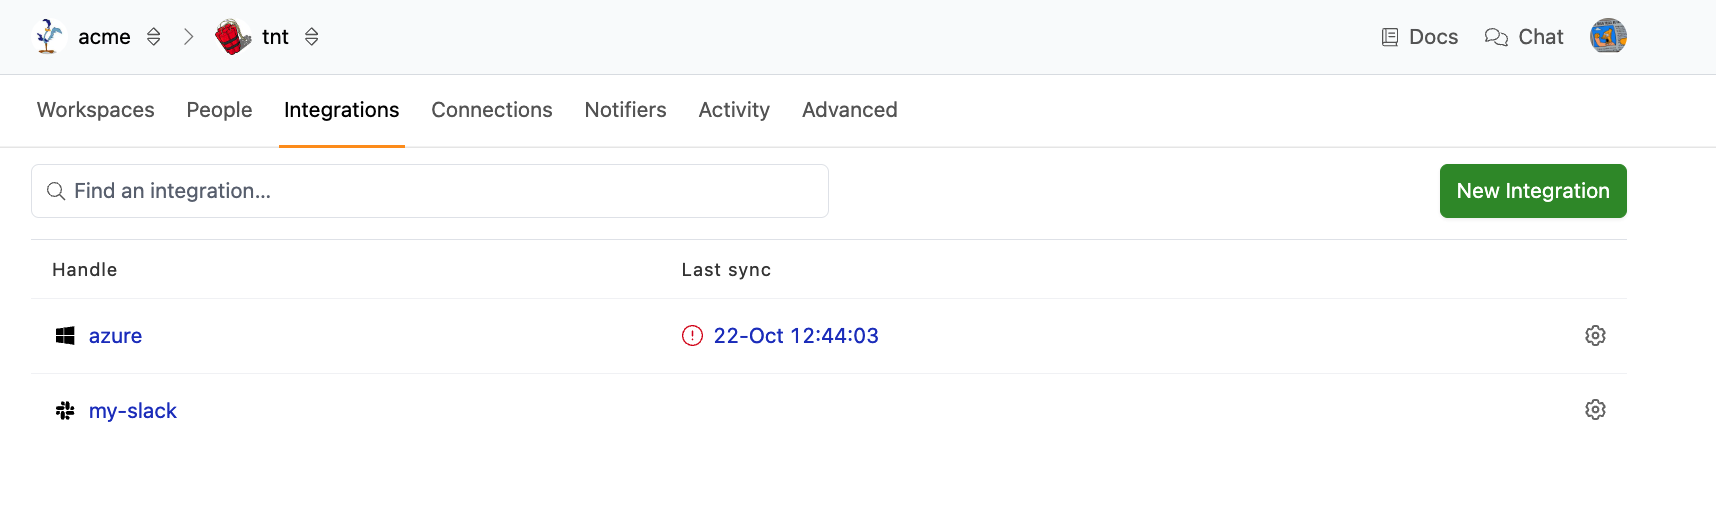 acme tnt Docs Chat
Workspaces People Integrations Connections Notifiers Activity Advanced
Find an integration... New Integration
Handle Last sync
azure 22-Oct 12:44:03
my-slack